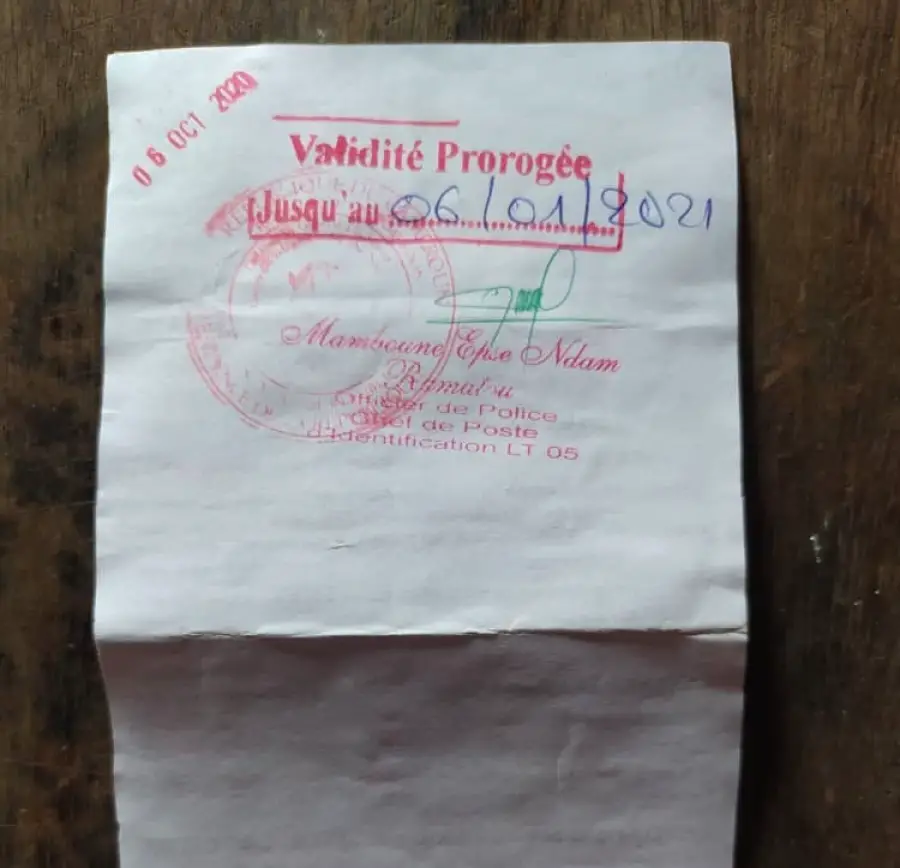 06 OCT 2020
Validité Prorogée
Jusqu'au 06/01/2021
Mamboune Epse Ndam
Ramatou
Officier de Police
Chef de Poste
d'Identification LT 05